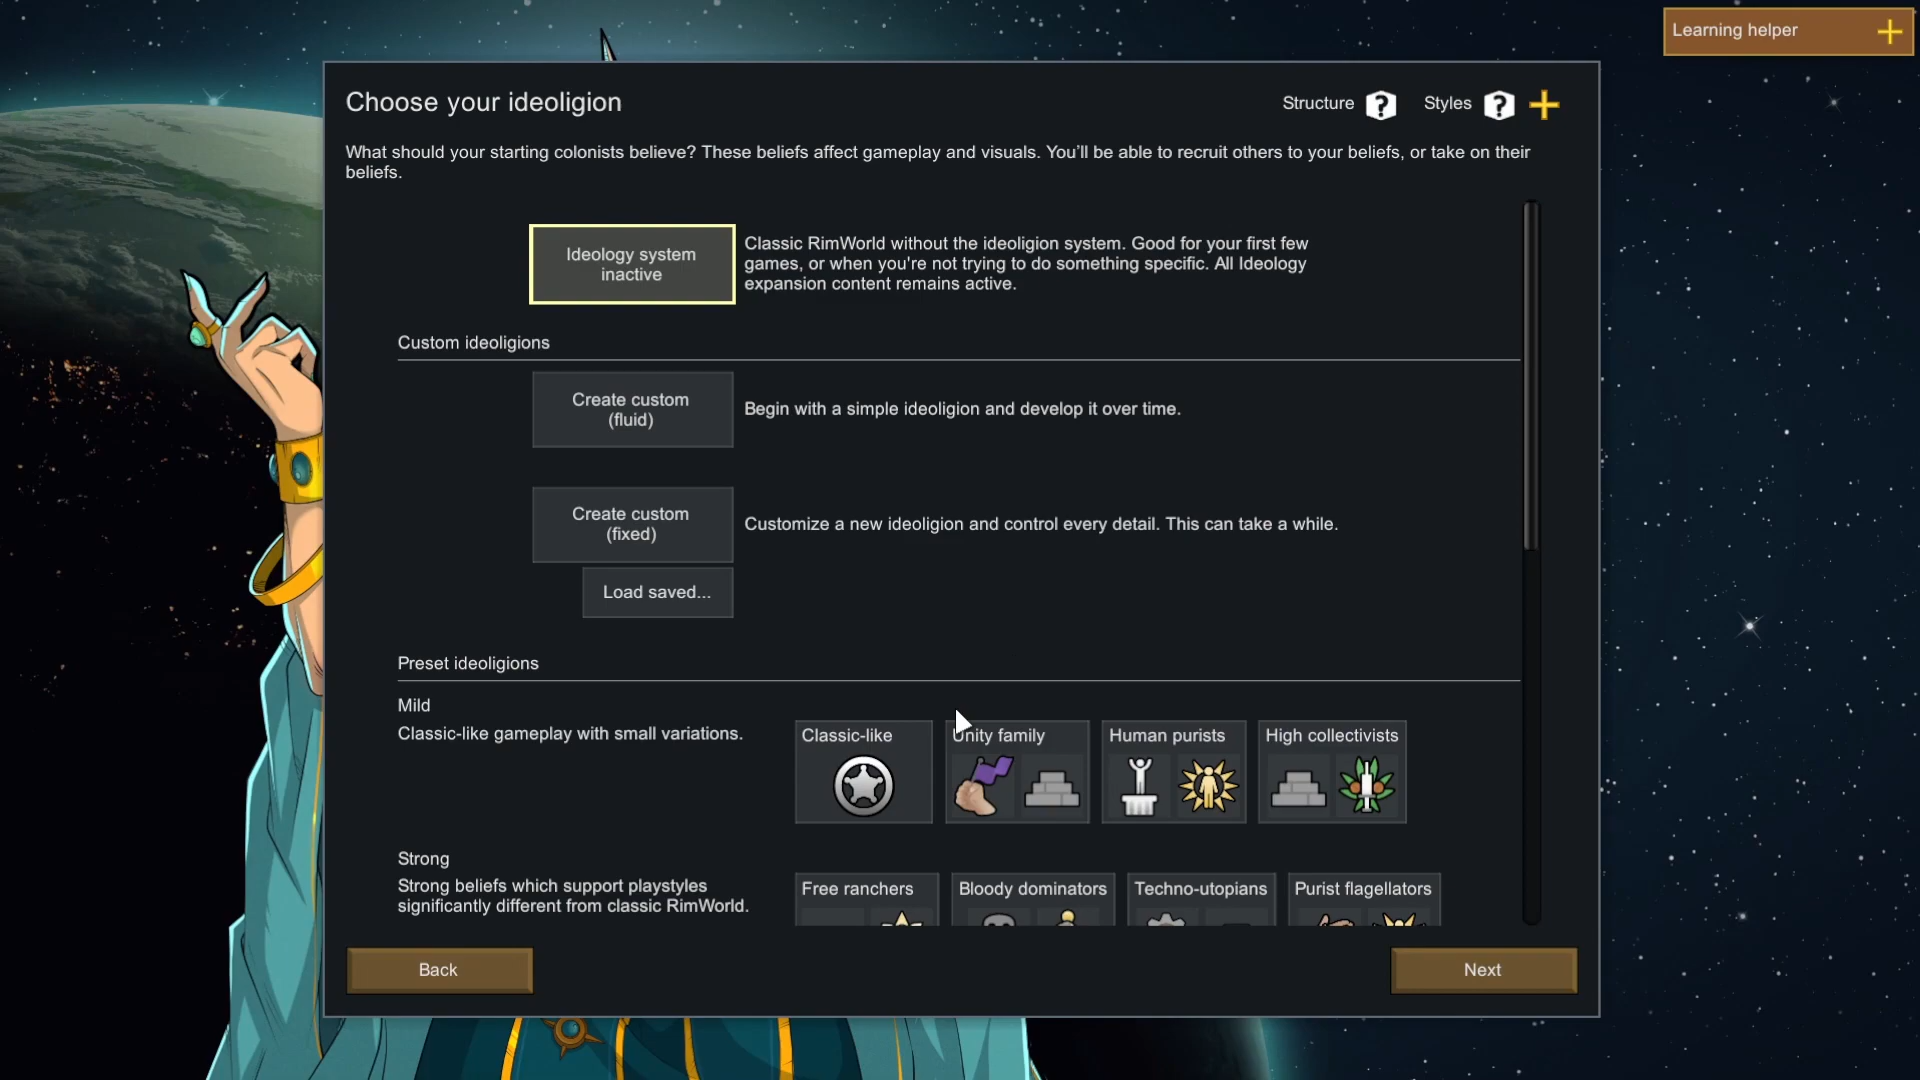 Learning helper
Choose your ideoligion
Structure
Styles
What should your starting colonists believe? These beliefs affect gameplay and visuals. You'll be able to recruit others to your beliefs, or take on their
beliefs.
Ideology system
inactive
Classic RimWorld without the ideoligion system. Good for your first few
games, or when you're not trying to do something specific. All Ideology
expansion content remains active.
Custom ideoligions
Create custom
(fluid)
Begin with a simple ideoligion and develop it over time.
Create custom
(fixed)
Customize a new ideoligion and control every detail. This can take a while.
Load saved...
Preset ideoligions
Mild
Classic-like gameplay with small variations.
Classic-like
Unity family
Human purists
High collectivists
Strong
Strong beliefs which support playstyles
significantly different from classic RimWorld.
Free ranchers
Bloody dominators
Techno-utopians
Purist flagellators
Back
Next